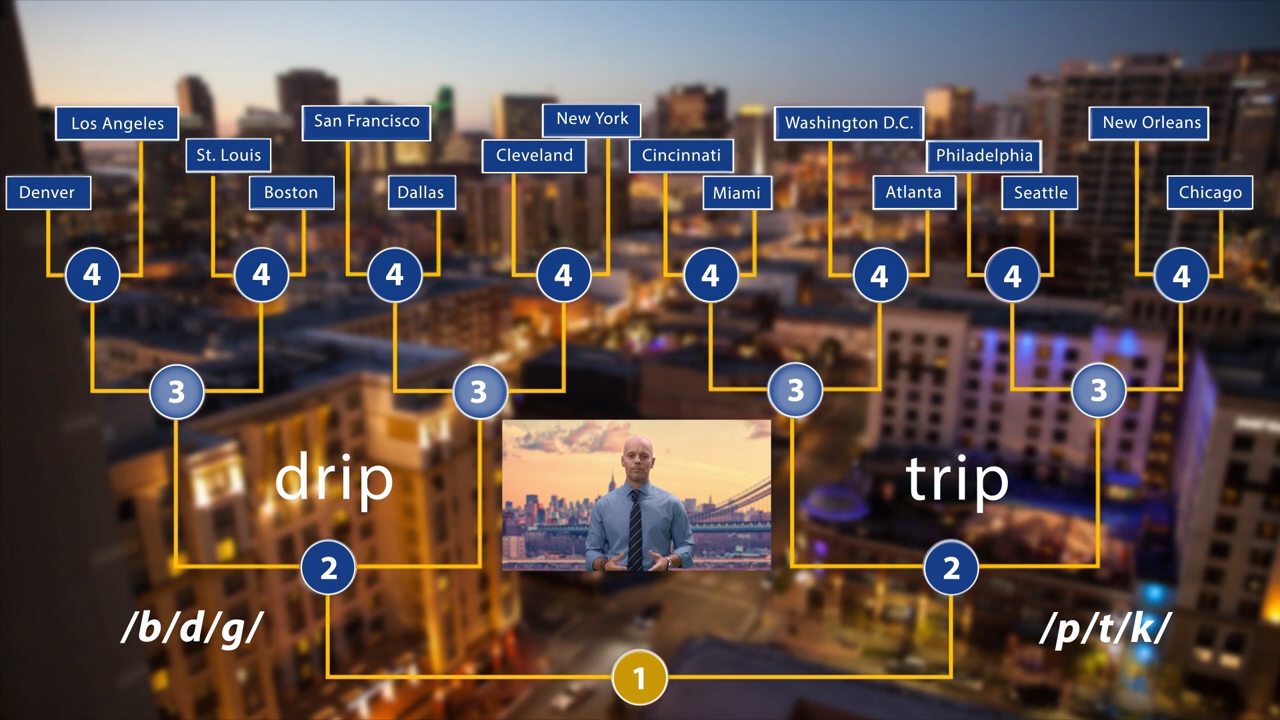 Los Angeles
San Francisco
New York
Washington D.C.
New Orleans
St. Louis
Cleveland
Cincinnati
Philadelphia
Denver
Boston
Dallas
Miami
Atlanta
Seattle
Chicago
4 4 4 4 4 4 4 4
3 3 3 3
drip trip
2 2
/b/d/g/ /p/t/k/
1